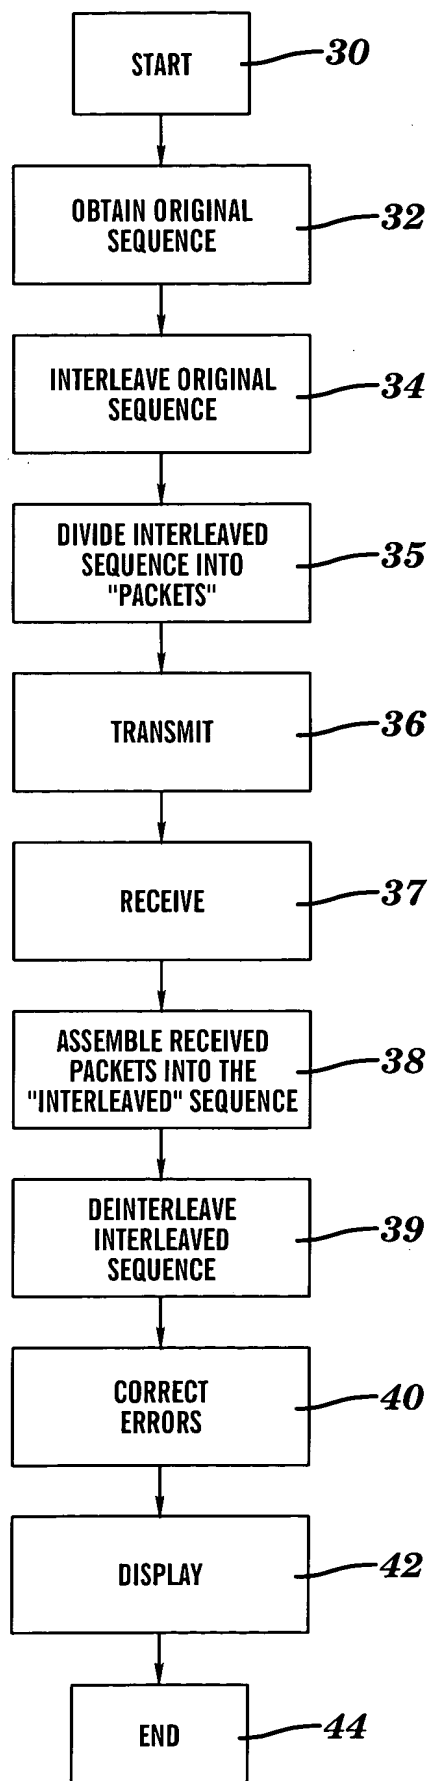 START
30
OBTAIN ORIGINAL
SEQUENCE
32
INTERLEAVE ORIGINAL
SEQUENCE
34
DIVIDE INTERLEAVED
SEQUENCE INTO
"PACKETS"
35
TRANSMIT
36
RECEIVE
37
ASSEMBLE RECEIVED
PACKETS INTO THE
"INTERLEAVED" SEQUENCE
38
DEINTERLEAVE
INTERLEAVED
SEQUENCE
39
CORRECT
ERRORS
40
DISPLAY
42
END
44